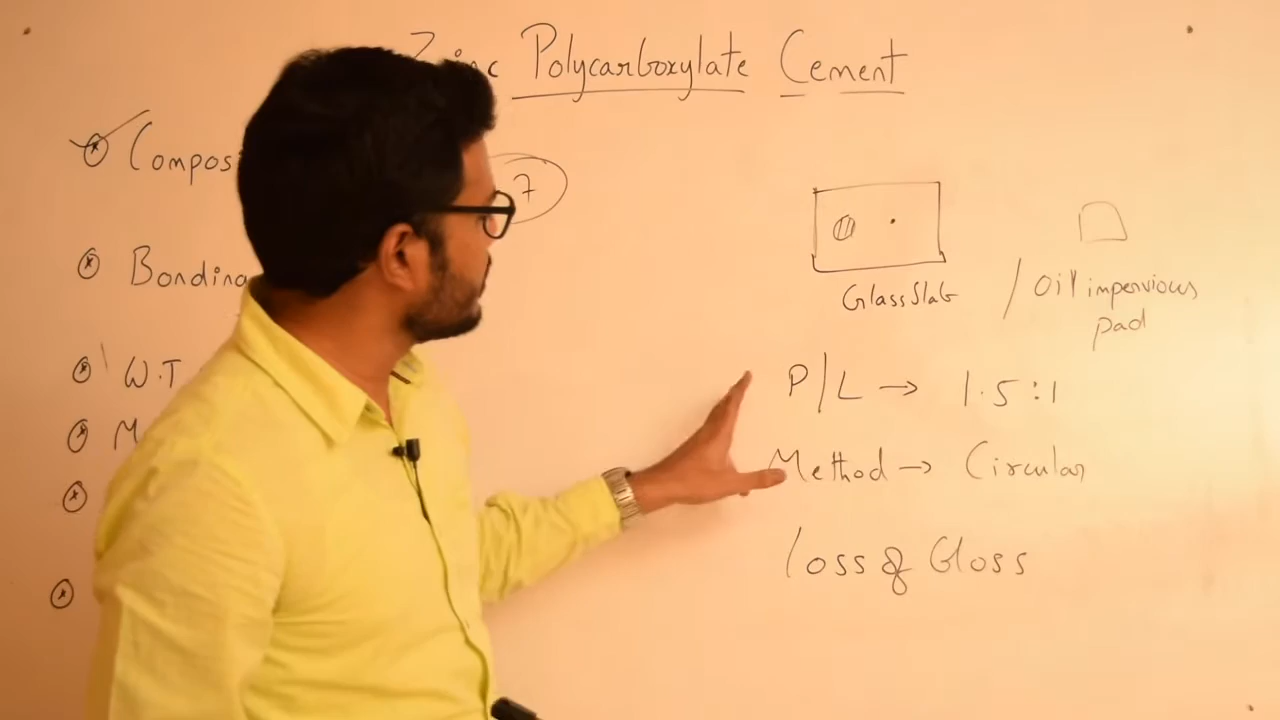 Polycarboxylate Cement
Compos
7
Bonding
W.T
M
Glass Slab / Oil impervious
pad
P/L → 1.5:1
Method → Circular
loss of Gloss